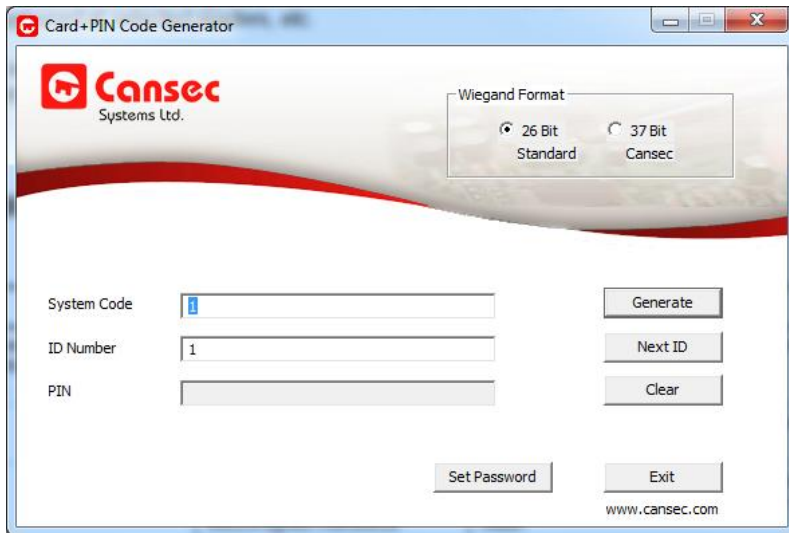 Card+PIN Code Generator
Cansec
Systems Ltd.
Wiegand Format
26 Bit
Standard
37 Bit
Cansec
System Code
1
Generate
ID Number
1
Next ID
PIN
Clear
Set Password
Exit
www.cansec.com